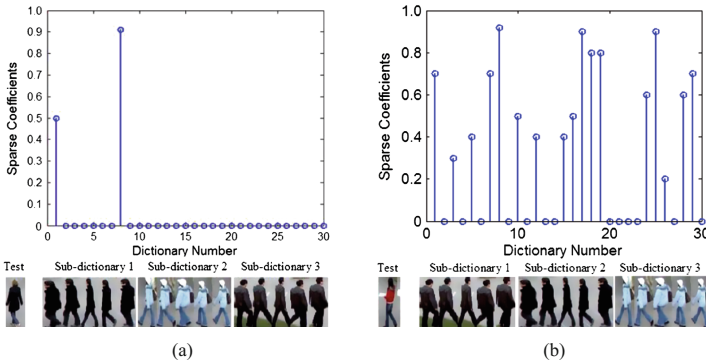 1.0
0.9
0.8
0.7
0.6
0.5
0.4
0.3
0.2
0.1
0
Sparse Coefficients
0 5 10 15 20 25 30
Dictionary Number
Test Sub-dictionary 1 Sub-dictionary 2 Sub-dictionary 3
(a)
1.0
0.8
0.6
0.4
0.2
0
Sparse Coefficients
0 10 20 30
Dictionary Number
Test Sub-dictionary 1 Sub-dictionary 2 Sub-dictionary 3
(b)